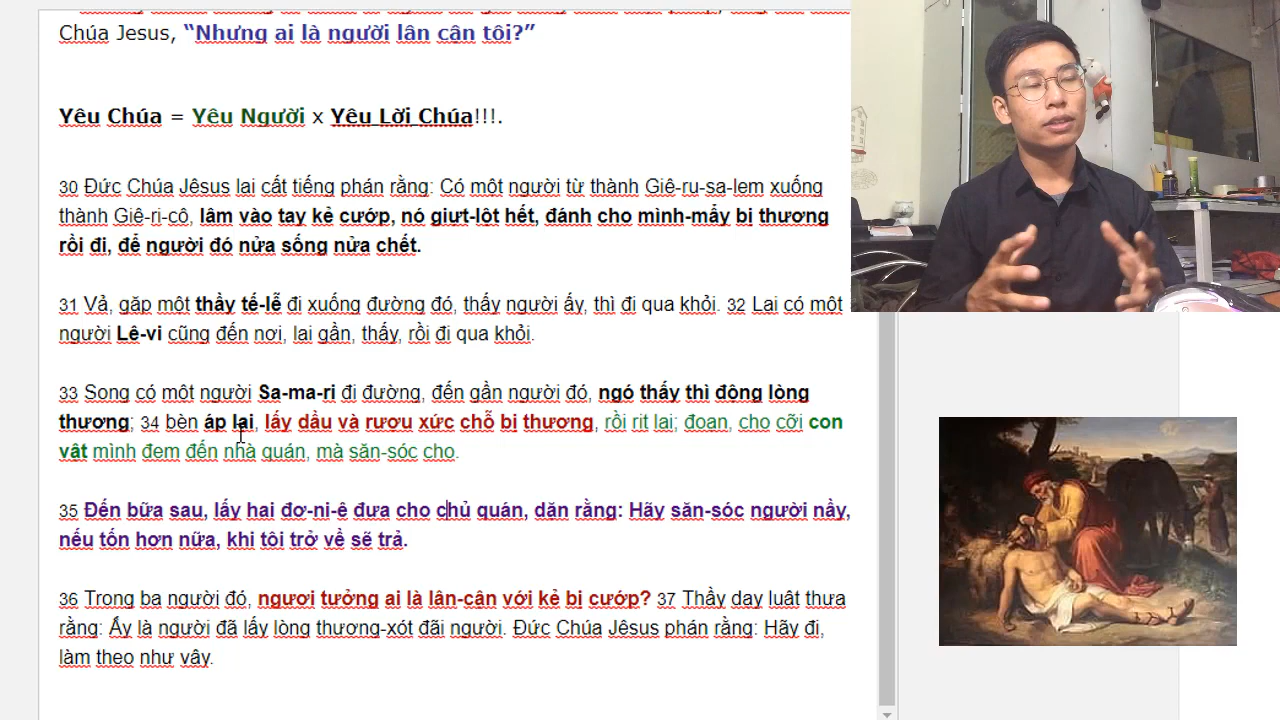 Chúa Jesus, “Nhưng ai là người lân cận tôi?”
Yêu Chúa = Yêu Người x Yêu Lời Chúa!!!.
30 Đức Chúa Jêsus lại cất tiếng phán rằng: Có một người từ thành Giê-ru-sa-lem xuống
thành Giê-ri-cô, lâm vào tay kẻ cướp, nó giựt-lột hết, đánh cho mình-mẩy bị thương
rồi đi, để người đó nửa sống nửa chết.
31 Vả, gặp một thầy tế-lễ đi xuống đường đó, thấy người ấy, thì đi qua khỏi. 32 Lại có một
người Lê-vi cũng đến nơi, lại gần, thấy, rồi đi qua khỏi.
33 Song có một người Sa-ma-ri đi đường, đến gần người đó, ngó thấy thì động lòng
thương; 34 bèn áp lại, lấy dầu và rượu xức chỗ bị thương, rồi rịt lại; đoạn, cho cỡi con
vật mình đem đến nhà quán, mà săn-sóc cho.
35 Đến bữa sau, lấy hai đơ-ni-ê đưa cho chủ quán, dặn rằng: Hãy săn-sóc người nầy,
nếu tốn hơn nữa, khi tôi trở về sẽ trả.
36 Trong ba người đó, ngươi tưởng ai là lân-cận với kẻ bị cướp? 37 Thầy dạy luật thưa
rằng: Ấy là người đã lấy lòng thương-xót đãi người. Đức Chúa Jêsus phán rằng: Hãy đi,
làm theo như vậy.